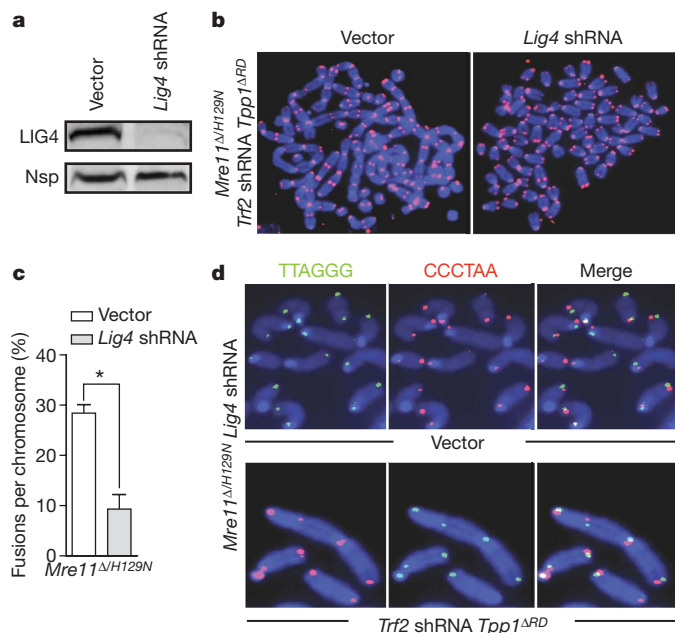 a
Vector
Lig4 shRNA
LIG4
Nsp
b
Vector
Lig4 shRNA
Mre11Δ/H129N
Trf2 shRNA Tpp1ΔRD
c
Vector
Lig4 shRNA
Fusions per chromosome (%)
40
30
20
10
0
*
Mre11Δ/H129N
d
TTAGGG
CCCTAA
Merge
Mre11Δ/H129N Lig4 shRNA
Vector
Trf2 shRNA Tpp1ΔRD